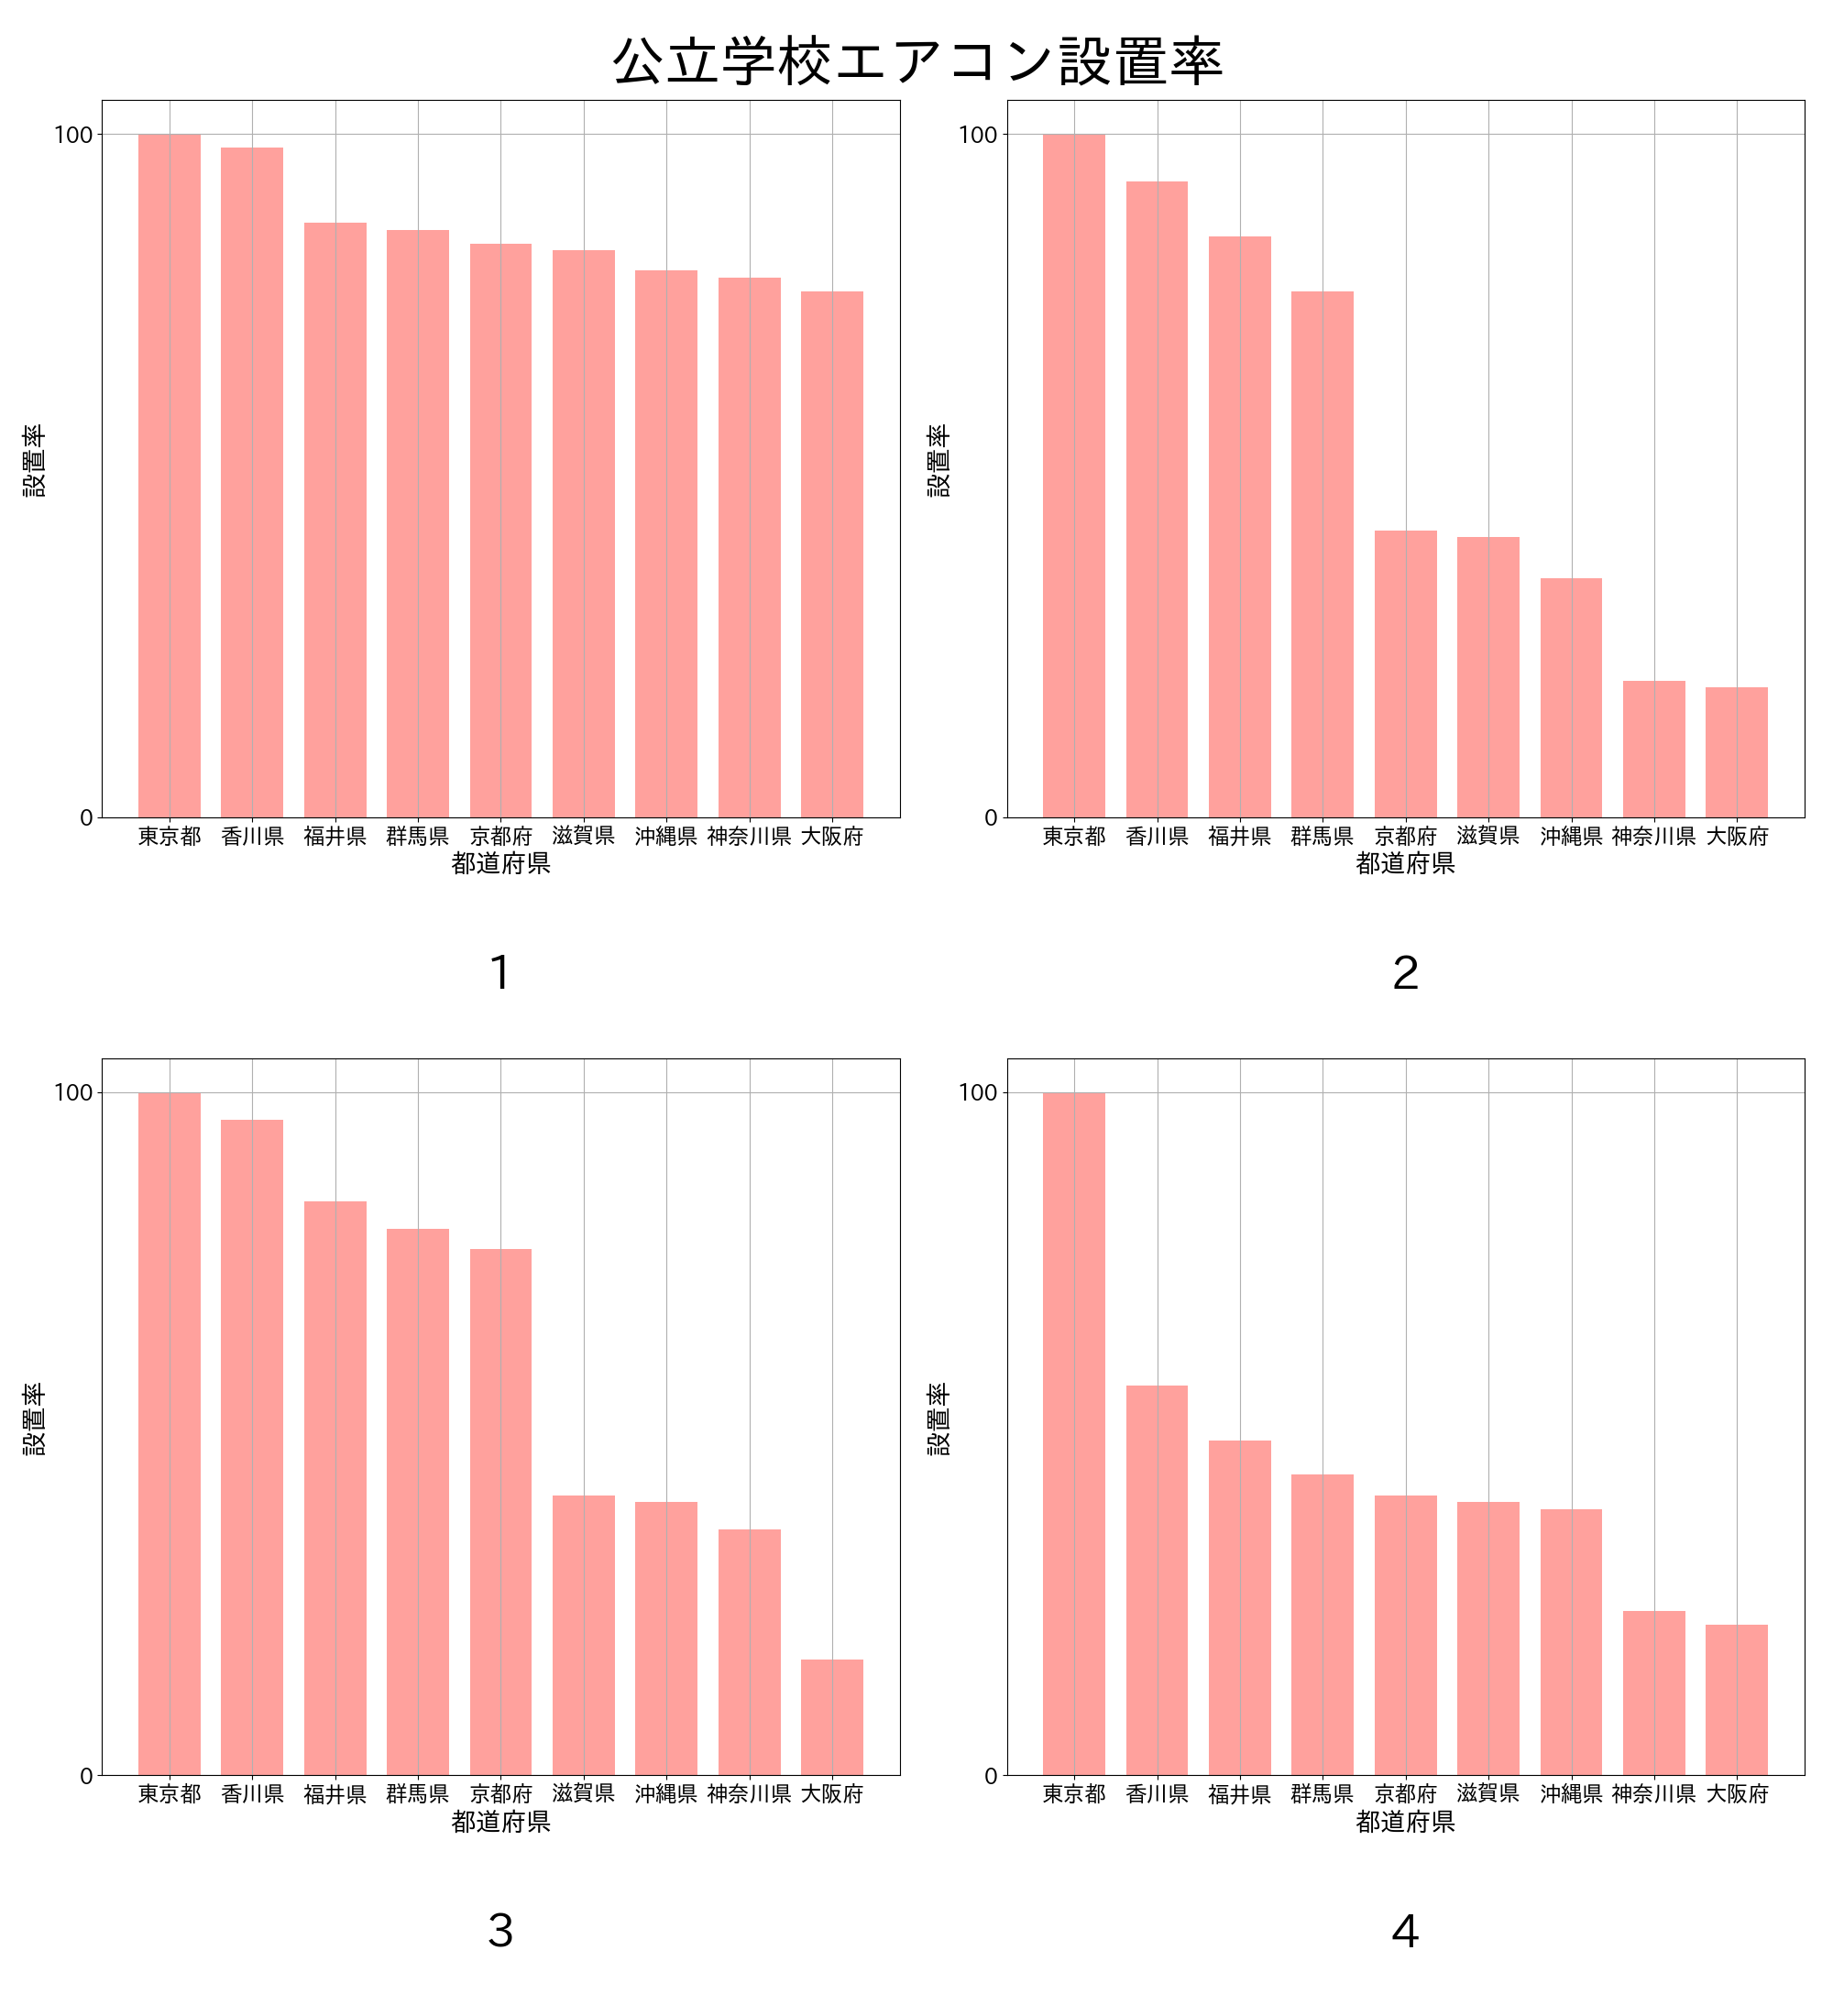 公立学校エアコン設置率
100
0
設置率
東京都 香川県 福井県 群馬県 京都府 滋賀県 沖縄県 神奈川県 大阪府
都道府県
1
100
0
設置率
東京都 香川県 福井県 群馬県 京都府 滋賀県 沖縄県 神奈川県 大阪府
都道府県
2
100
0
設置率
東京都 香川県 福井県 群馬県 京都府 滋賀県 沖縄県 神奈川県 大阪府
都道府県
3
100
0
設置率
東京都 香川県 福井県 群馬県 京都府 滋賀県 沖縄県 神奈川県 大阪府
都道府県
4